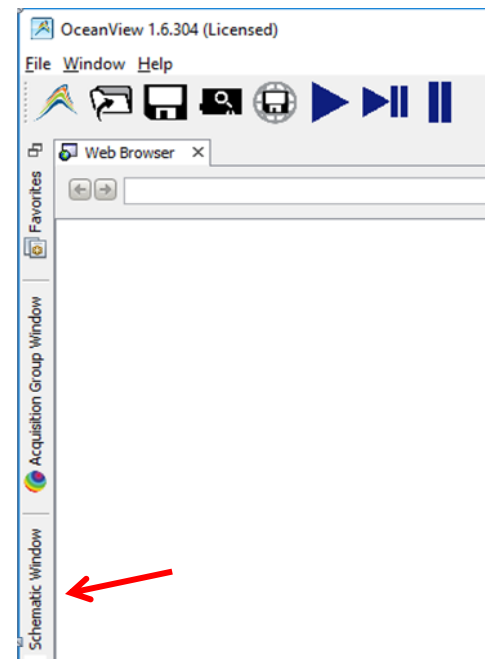 OceanView 1.6.304 (Licensed)
File Window Help
Web Browser
Favorites
Acquisition Group Window
Schematic Window